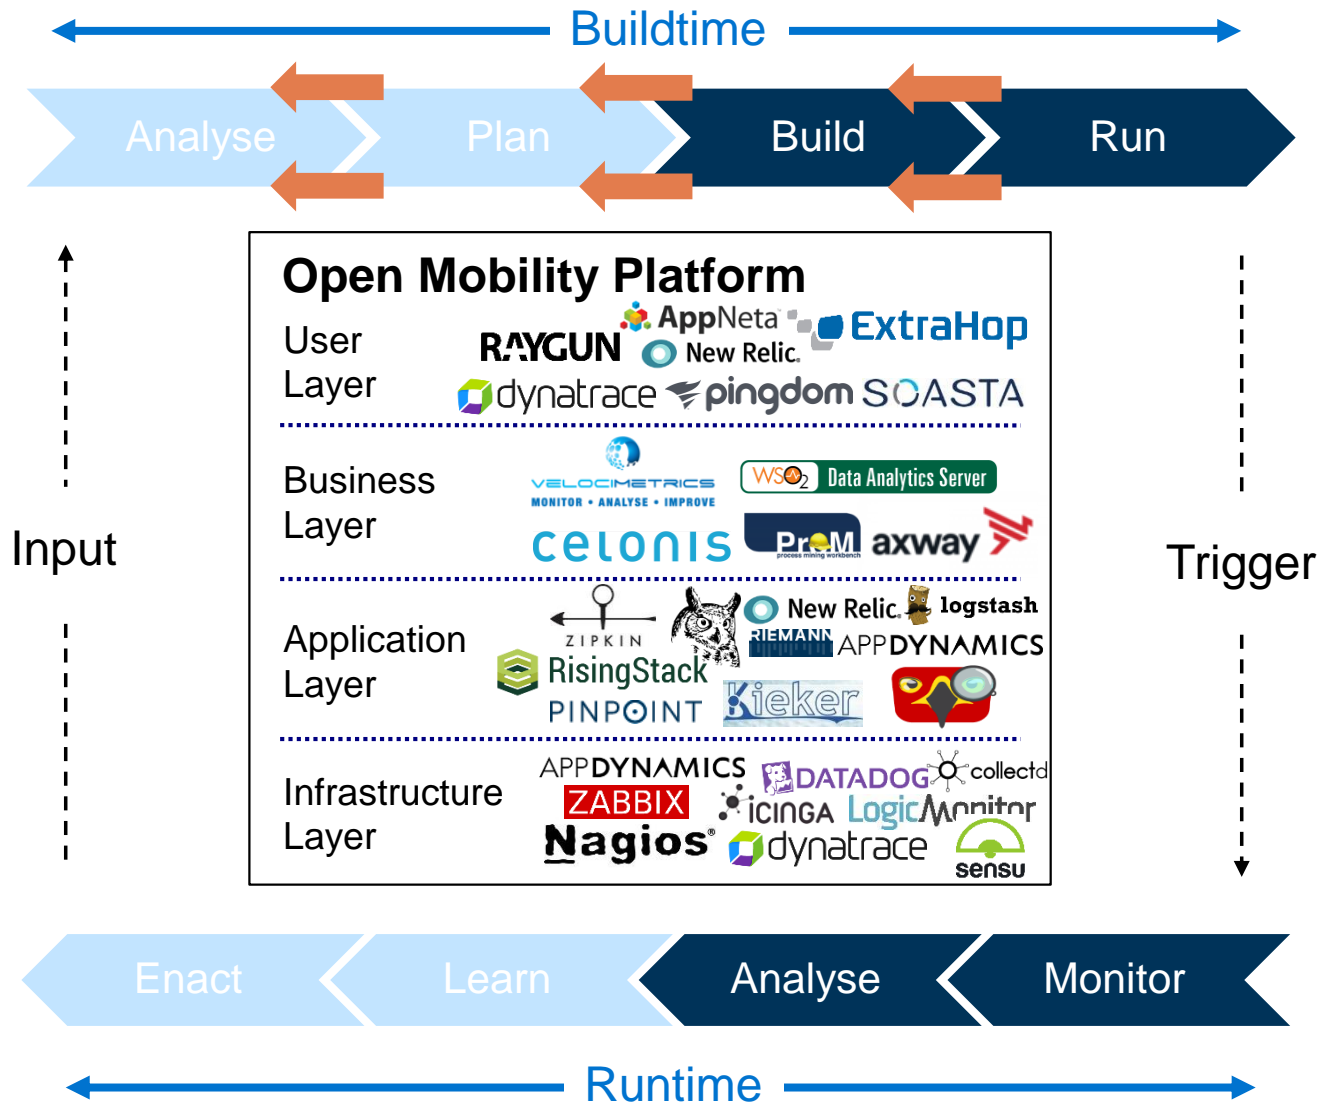 Buildtime
Analyse
Plan
Build
Run
Open Mobility Platform
User
Layer
AppNeta
ExtraHop
RAYGUN
New Relic.
dynatrace
pingdom
SOASTA
Input
Trigger
Business
Layer
VELOCIMETRICS
MONITOR • ANALYSE • IMPROVE
WSO2 Data Analytics Server
celonis
ProM
process mining workbench
axway
Application
Layer
ZIPKIN
New Relic.
logstash
RIEMANN
APPDYNAMICS
RisingStack
PINPOINT
Kieker
Infrastructure
Layer
APPDYNAMICS
DATADOG
collectd
ZABBIX
iCINGA
LogicMonitor
Nagios®
dynatrace
sensu
Enact
Learn
Analyse
Monitor
Runtime